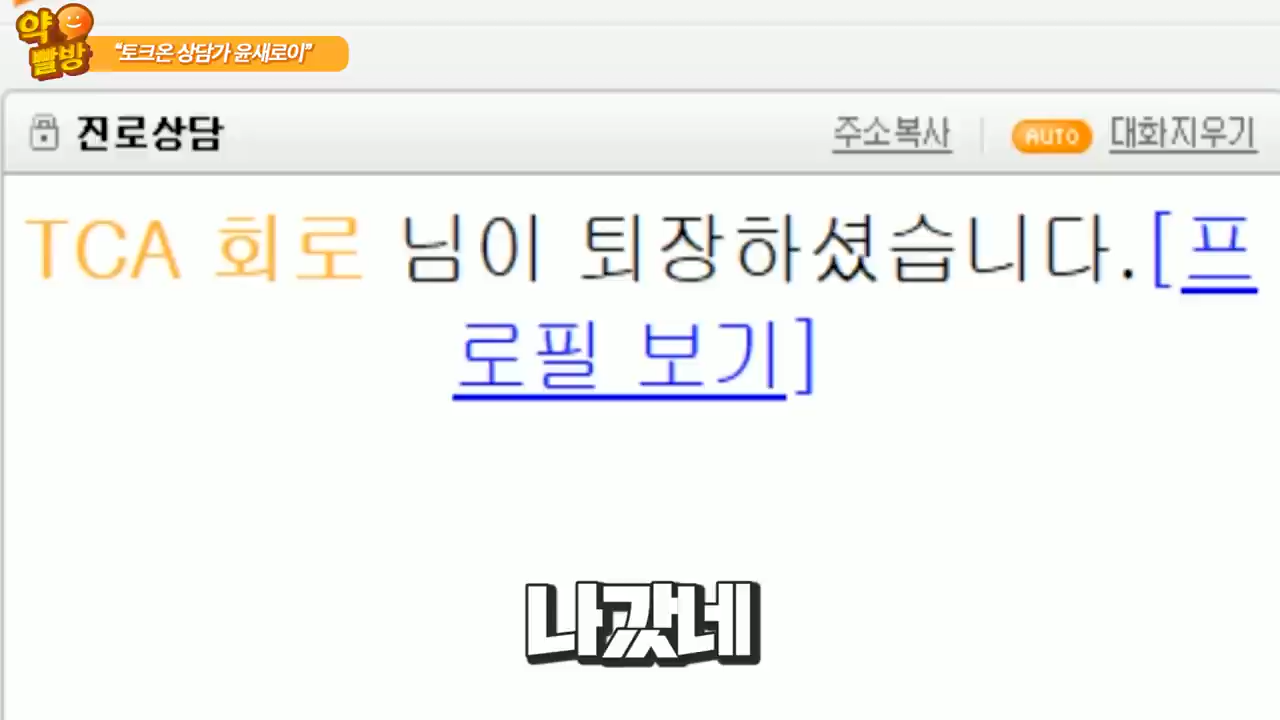 약빨방
“토크온 상담가 윤새로이”
진로상담
주소복사
AUTO
대화지우기
TCA 회로 님이 퇴장하셨습니다.[프
로필 보기]
나갔네